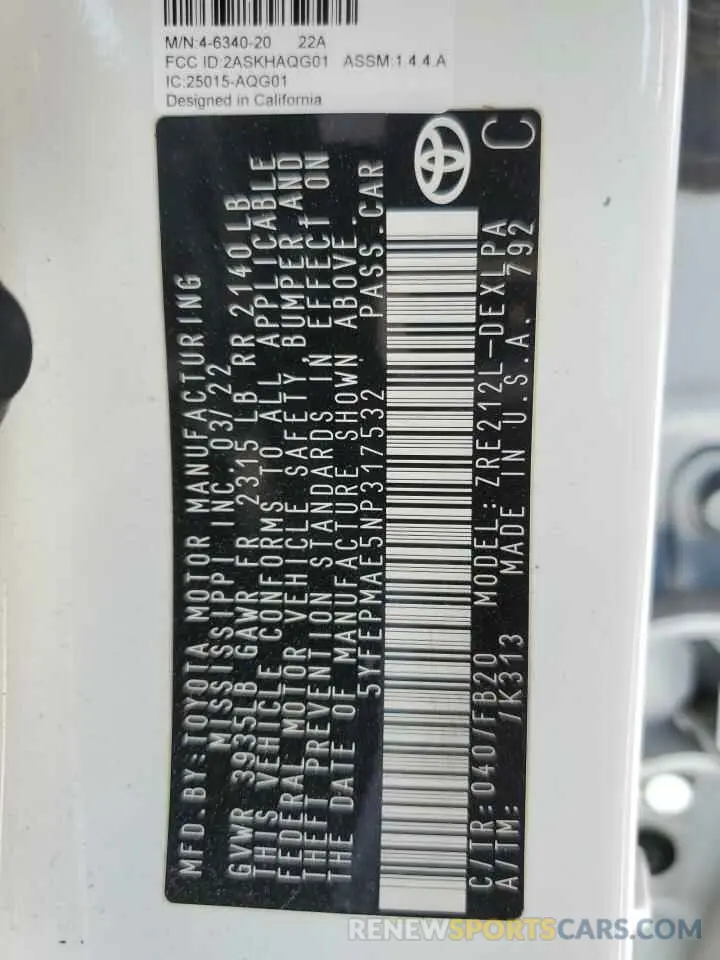 M/N:4-6340-20 22A
FCC ID:2ASKHAQG01 ASSM:1.4.4.A
IC:25015-AQG01
Designed in California
MFD.BY:TOYOTA MOTOR MANUFACTURING
MISSISSIPPI INC. 03/22
GVWR 3935LB GAWR FR 2315 LB RR 2140 LB
THIS VEHICLE CONFORMS TO ALL APPLICABLE
FEDERAL MOTOR VEHICLE SAFETY, BUMPER, AND
THEFT PREVENTION STANDARDS IN EFFECT ON
THE DATE OF MANUFACTURE SHOWN ABOVE.
5YFEPMAE5NP317532 PASS.CAR
C/TR:040/FB20 MODEL:ZRE212L-DEXLPA
A/TM: /K313 MADE IN U.S.A. 792 C
RENEWSPORTSCARS.COM